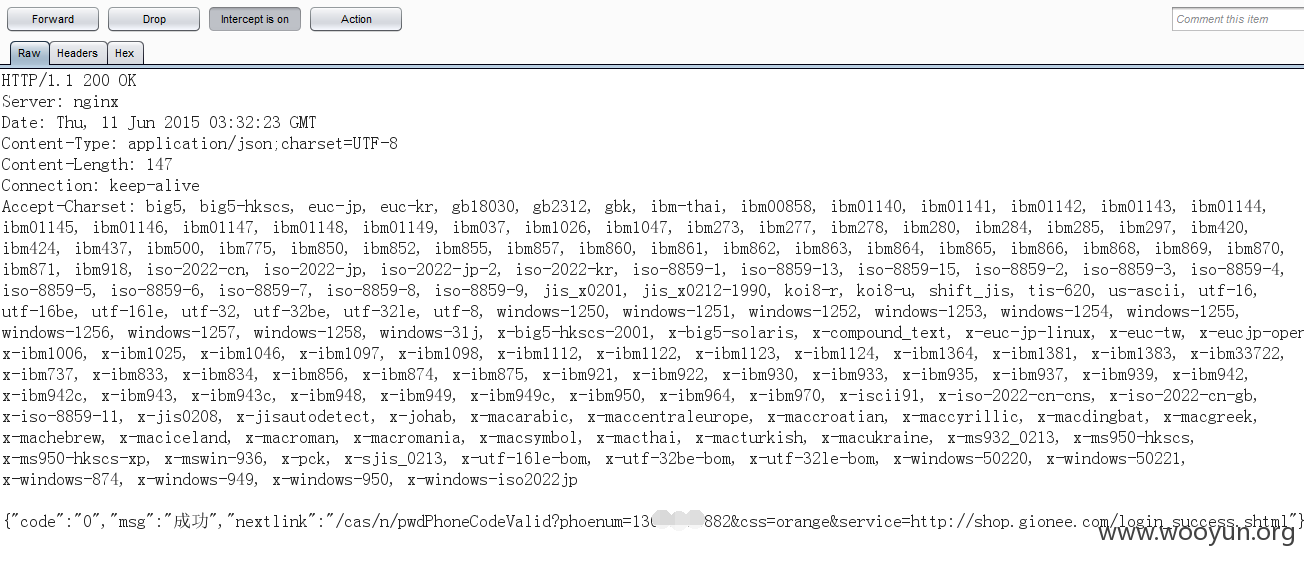 Forward Drop Intercept is on Action Comment this item
Raw Headers Hex
HTTP/1.1 200 OK
Server: nginx
Date: Thu, 11 Jun 2015 03:32:23 GMT
Content-Type: application/json;charset=UTF-8
Content-Length: 147
Connection: keep-alive
Accept-Charset: big5, big5-hkscs, euc-jp, euc-kr, gb18030, gb2312, gbk, ibm-thai, ibm00858, ibm01140, ibm01141, ibm01142, ibm01143, ibm01144,
ibm01145, ibm01146, ibm01147, ibm01148, ibm01149, ibm037, ibm1026, ibm1047, ibm273, ibm277, ibm278, ibm280, ibm284, ibm285, ibm297, ibm420,
ibm424, ibm437, ibm500, ibm775, ibm850, ibm852, ibm855, ibm857, ibm860, ibm861, ibm862, ibm863, ibm864, ibm865, ibm866, ibm868, ibm869, ibm870,
ibm871, ibm918, iso-2022-cn, iso-2022-jp, iso-2022-jp-2, iso-2022-kr, iso-8859-1, iso-8859-13, iso-8859-15, iso-8859-2, iso-8859-3, iso-8859-4,
iso-8859-5, iso-8859-6, iso-8859-7, iso-8859-8, iso-8859-9, jis_x0201, jis_x0212-1990, koi8-r, koi8-u, shift_jis, tis-620, us-ascii, utf-16,
utf-16be, utf-16le, utf-32, utf-32be, utf-32le, utf-8, windows-1250, windows-1251, windows-1252, windows-1253, windows-1254, windows-1255,
windows-1256, windows-1257, windows-1258, windows-31j, x-big5-hkscs-2001, x-big5-solaris, x-compound_text, x-euc-jp-linux, x-euc-tw, x-eucjp-open
x-ibm1006, x-ibm1025, x-ibm1046, x-ibm1097, x-ibm1098, x-ibm1112, x-ibm1122, x-ibm1123, x-ibm1124, x-ibm1364, x-ibm1381, x-ibm1383, x-ibm33722,
x-ibm737, x-ibm833, x-ibm834, x-ibm856, x-ibm874, x-ibm875, x-ibm921, x-ibm922, x-ibm930, x-ibm933, x-ibm935, x-ibm937, x-ibm939, x-ibm942,
x-ibm942c, x-ibm943, x-ibm943c, x-ibm948, x-ibm949, x-ibm949c, x-ibm950, x-ibm964, x-ibm970, x-iscii91, x-iso-2022-cn-cns, x-iso-2022-cn-gb,
x-iso-8859-11, x-jis0208, x-jisautodetect, x-johab, x-macarabic, x-maccentraleurope, x-maccroatian, x-maccyrillic, x-macdingbat, x-macgreek,
x-machebrew, x-maciceland, x-macroman, x-macromania, x-macsymbol, x-macthai, x-macturkish, x-macukraine, x-ms932_0213, x-ms950-hkscs,
x-ms950-hkscs-xp, x-mswin-936, x-pck, x-sjis_0213, x-utf-16le-bom, x-utf-32be-bom, x-utf-32le-bom, x-windows-50220, x-windows-50221,
x-windows-874, x-windows-949, x-windows-950, x-windows-iso2022jp
{"code":"0","msg":"成功","nextlink":"/cas/n/pwdPhoneCodeValid?phoenum=130 882&css=orange&service=http://shop.gionee.com/login_success.shtml"}
www.wooyun.org